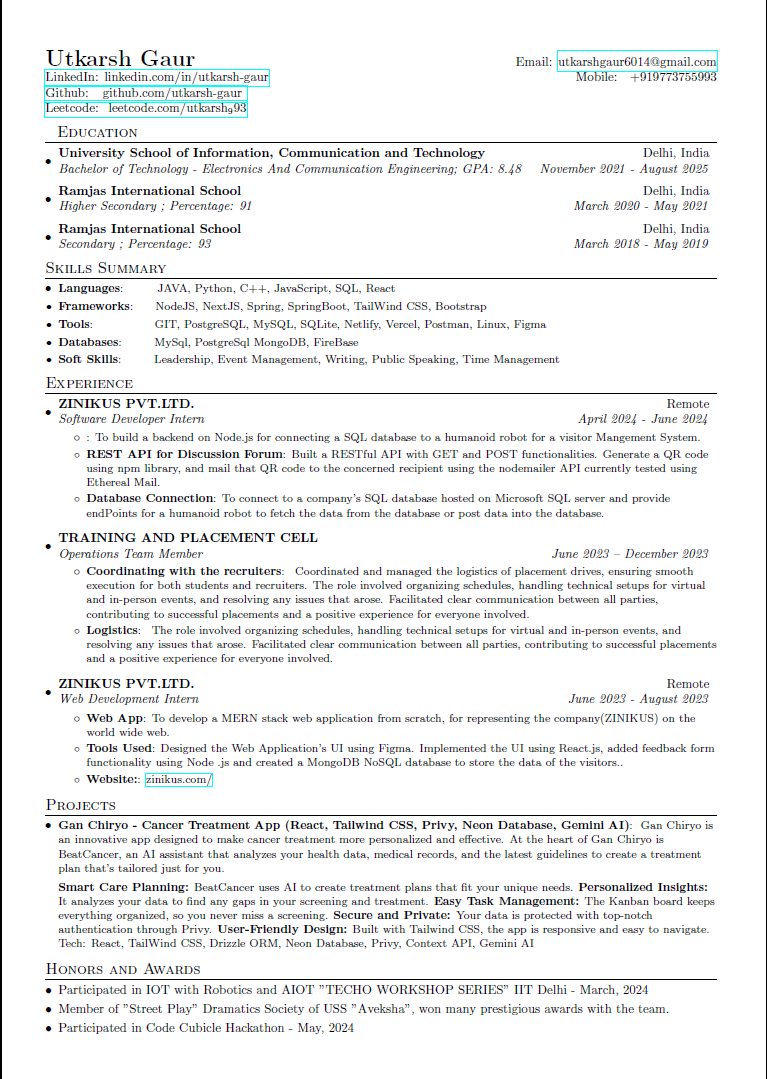 Utkarsh Gaur
Email: utkarshgaur6014@gmail.com
LinkedIn: linkedin.com/in/utkarsh-gaur
Mobile: +919773755993
Github: github.com/utkarsh-gaur
Leetcode: leetcode.com/utkarsh₉93
Education
• University School of Information, Communication and Technology Delhi, India
Bachelor of Technology - Electronics And Communication Engineering; GPA: 8.48 November 2021 - August 2025
• Ramjas International School Delhi, India
Higher Secondary ; Percentage: 91 March 2020 - May 2021
• Ramjas International School Delhi, India
Secondary ; Percentage: 93 March 2018 - May 2019
Skills Summary
• Languages: JAVA, Python, C++, JavaScript, SQL, React
• Frameworks: NodeJS, NextJS, Spring, SpringBoot, TailWind CSS, Bootstrap
• Tools: GIT, PostgreSQL, MySQL, SQLite, Netlify, Vercel, Postman, Linux, Figma
• Databases: MySql, PostgreSql MongoDB, FireBase
• Soft Skills: Leadership, Event Management, Writing, Public Speaking, Time Management
Experience
• ZINIKUS PVT.LTD. Remote
Software Developer Intern April 2024 - June 2024
○ : To build a backend on Node.js for connecting a SQL database to a humanoid robot for a visitor Mangement System.
○ REST API for Discussion Forum: Built a RESTful API with GET and POST functionalities. Generate a QR code
using npm library, and mail that QR code to the concerned recipient using the nodemailer API currently tested using
Ethereal Mail.
○ Database Connection: To connect to a company's SQL database hosted on Microsoft SQL server and provide
endPoints for a humanoid robot to fetch the data from the database or post data into the database.
• TRAINING AND PLACEMENT CELL
Operations Team Member June 2023 – December 2023
○ Coordinating with the recruiters: Coordinated and managed the logistics of placement drives, ensuring smooth
execution for both students and recruiters. The role involved organizing schedules, handling technical setups for virtual
and in-person events, and resolving any issues that arose. Facilitated clear communication between all parties,
contributing to successful placements and a positive experience for everyone involved.
○ Logistics: The role involved organizing schedules, handling technical setups for virtual and in-person events, and
resolving any issues that arose. Facilitated clear communication between all parties, contributing to successful placements
and a positive experience for everyone involved.
• ZINIKUS PVT.LTD. Remote
Web Development Intern June 2023 - August 2023
○ Web App: To develop a MERN stack web application from scratch, for representing the company(ZINIKUS) on the
world wide web.
○ Tools Used: Designed the Web Application's UI using Figma. Implemented the UI using React.js, added feedback form
functionality using Node .js and created a MongoDB NoSQL database to store the data of the visitors..
○ Website:: zinikus.com/
Projects
• Gan Chiryo - Cancer Treatment App (React, Tailwind CSS, Privy, Neon Database, Gemini AI): Gan Chiryo is
an innovative app designed to make cancer treatment more personalized and effective. At the heart of Gan Chiryo is
BeatCancer, an AI assistant that analyzes your health data, medical records, and the latest guidelines to create a treatment
plan that's tailored just for you.
Smart Care Planning: BeatCancer uses AI to create treatment plans that fit your unique needs. Personalized Insights:
It analyzes your data to find any gaps in your screening and treatment. Easy Task Management: The Kanban board keeps
everything organized, so you never miss a screening. Secure and Private: Your data is protected with top-notch
authentication through Privy. User-Friendly Design: Built with Tailwind CSS, the app is responsive and easy to navigate.
Tech: React, TailWind CSS, Drizzle ORM, Neon Database, Privy, Context API, Gemini AI
Honors and Awards
• Participated in IOT with Robotics and AIOT "TECHO WORKSHOP SERIES" IIT Delhi - March, 2024
• Member of "Street Play" Dramatics Society of USS "Aveksha", won many prestigious awards with the team.
• Participated in Code Cubicle Hackathon - May, 2024